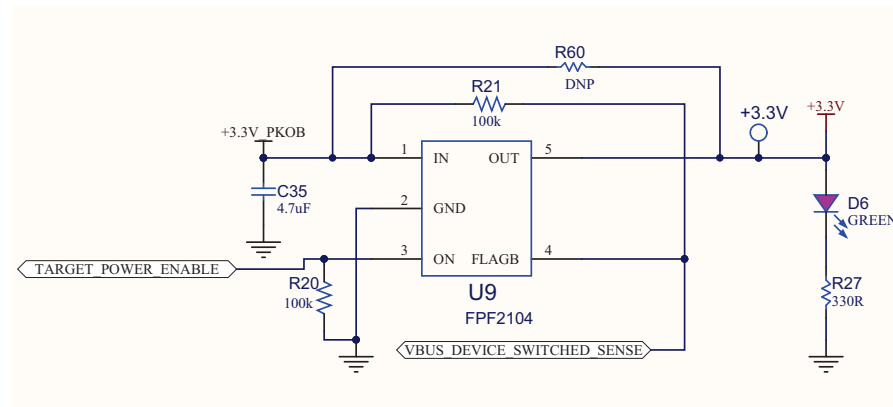 R60
DNP
R21
100k
+3.3V
+3.3V
+3.3V_PKOB
1
IN
OUT
5
C35
4.7uF
2
GND
D6
GREEN
3
ON
FLAGB
4
TARGET_POWER_ENABLE
R20
100k
U9
FPF2104
R27
330R
VBUS_DEVICE_SWITCHED_SENSE